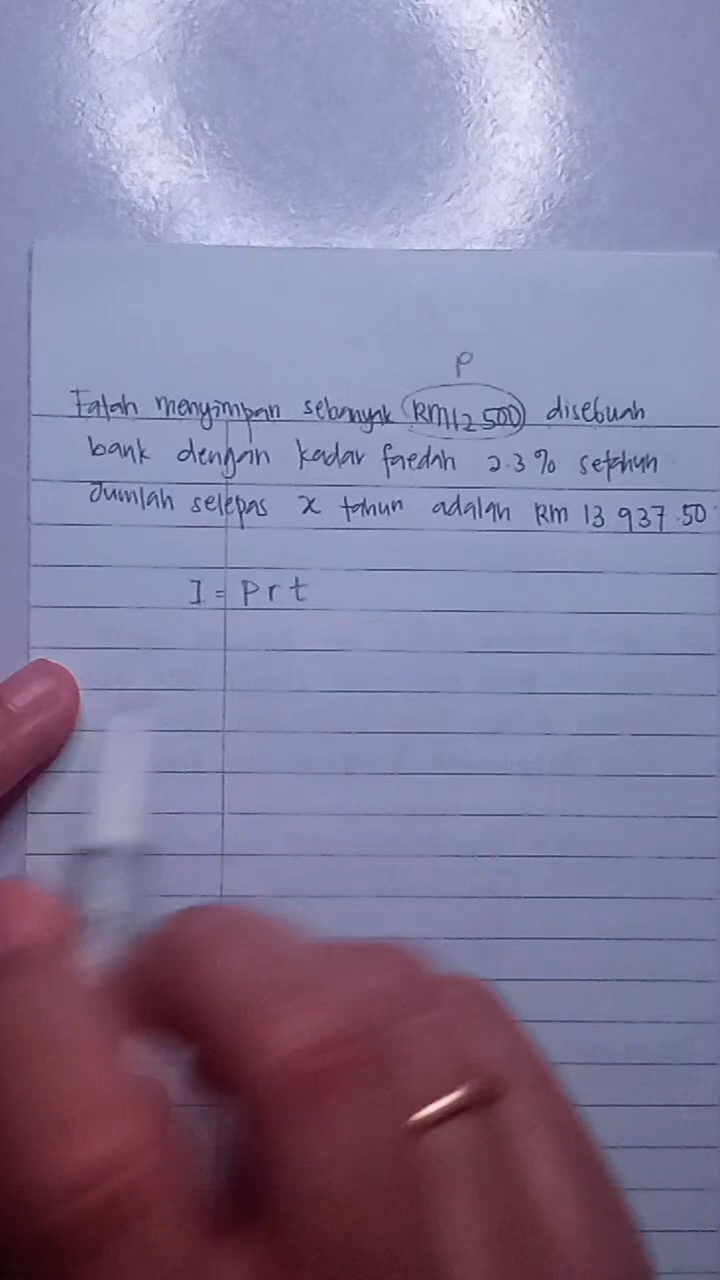 P
Falah menyimpan sebanyak RM12 500 disebuah
bank dengan kadar faedah 2.3% setahun
Jumlah selepas x tahun adalah RM 13 937.50
I = prt